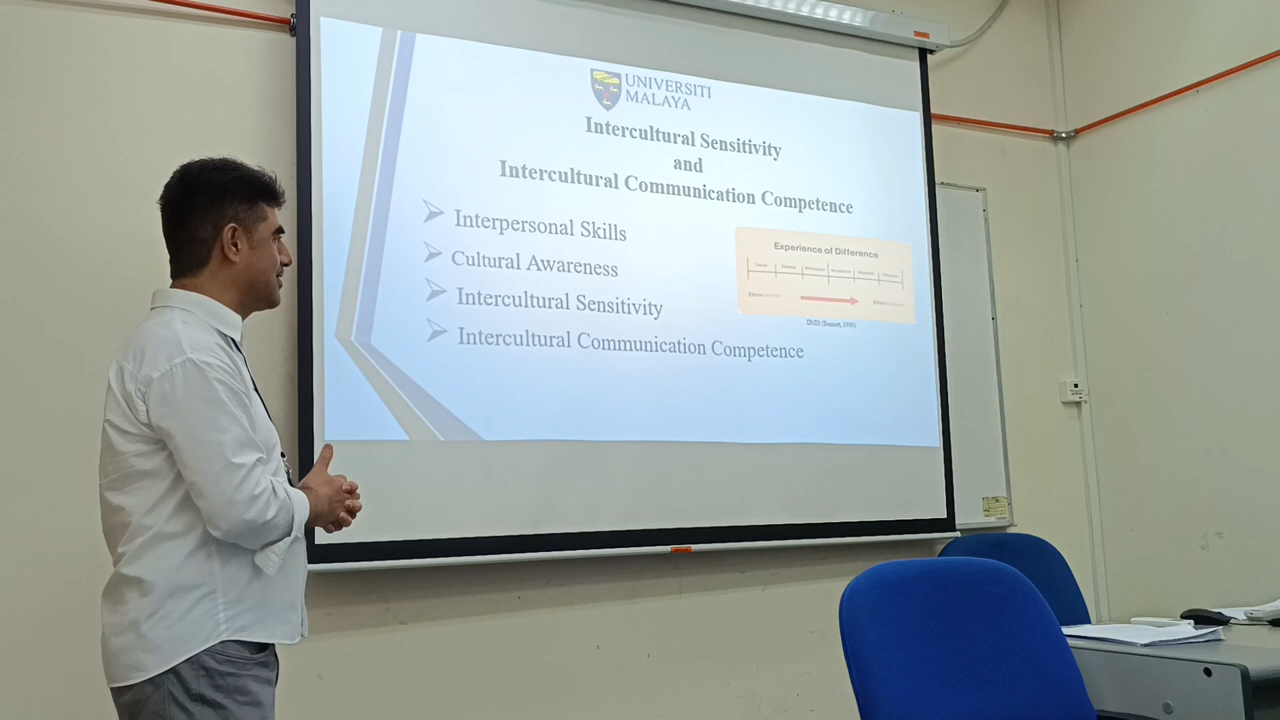 UNIVERSITI
MALAYA
Intercultural Sensitivity
and
Intercultural Communication Competence
Interpersonal Skills
Cultural Awareness
Intercultural Sensitivity
Intercultural Communication Competence
Experience of Difference